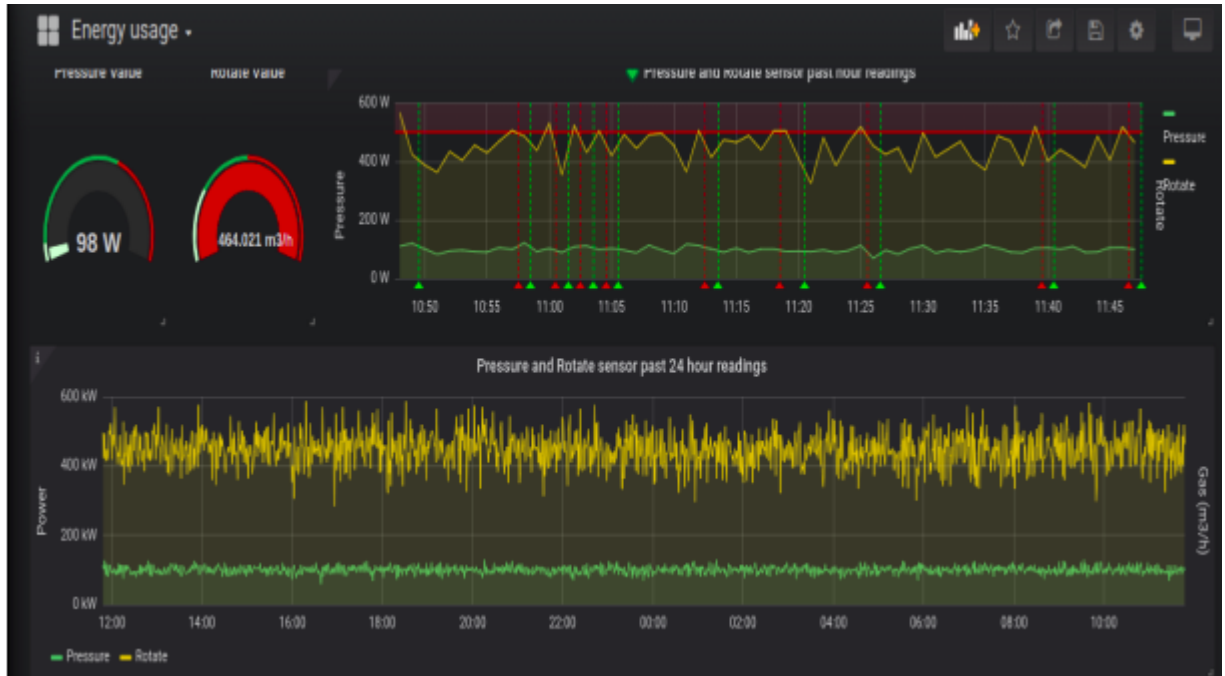 Energy usage
Pressure Value
Rotate Value
98 W
464.021 m3/h
Pressure and Rotate sensor past hour readings
600 W
400 W
200 W
0 W
Pressure
Rotate
10:50 10:55 11:00 11:05 11:10 11:15 11:20 11:25 11:30 11:35 11:40 11:45
Pressure
Rotate
i
Pressure and Rotate sensor past 24 hour readings
600 kW
400 kW
200 kW
0 kW
Power
Gas (m3/h)
12:00 14:00 16:00 18:00 20:00 22:00 00:00 02:00 04:00 06:00 08:00 10:00
Pressure Rotate